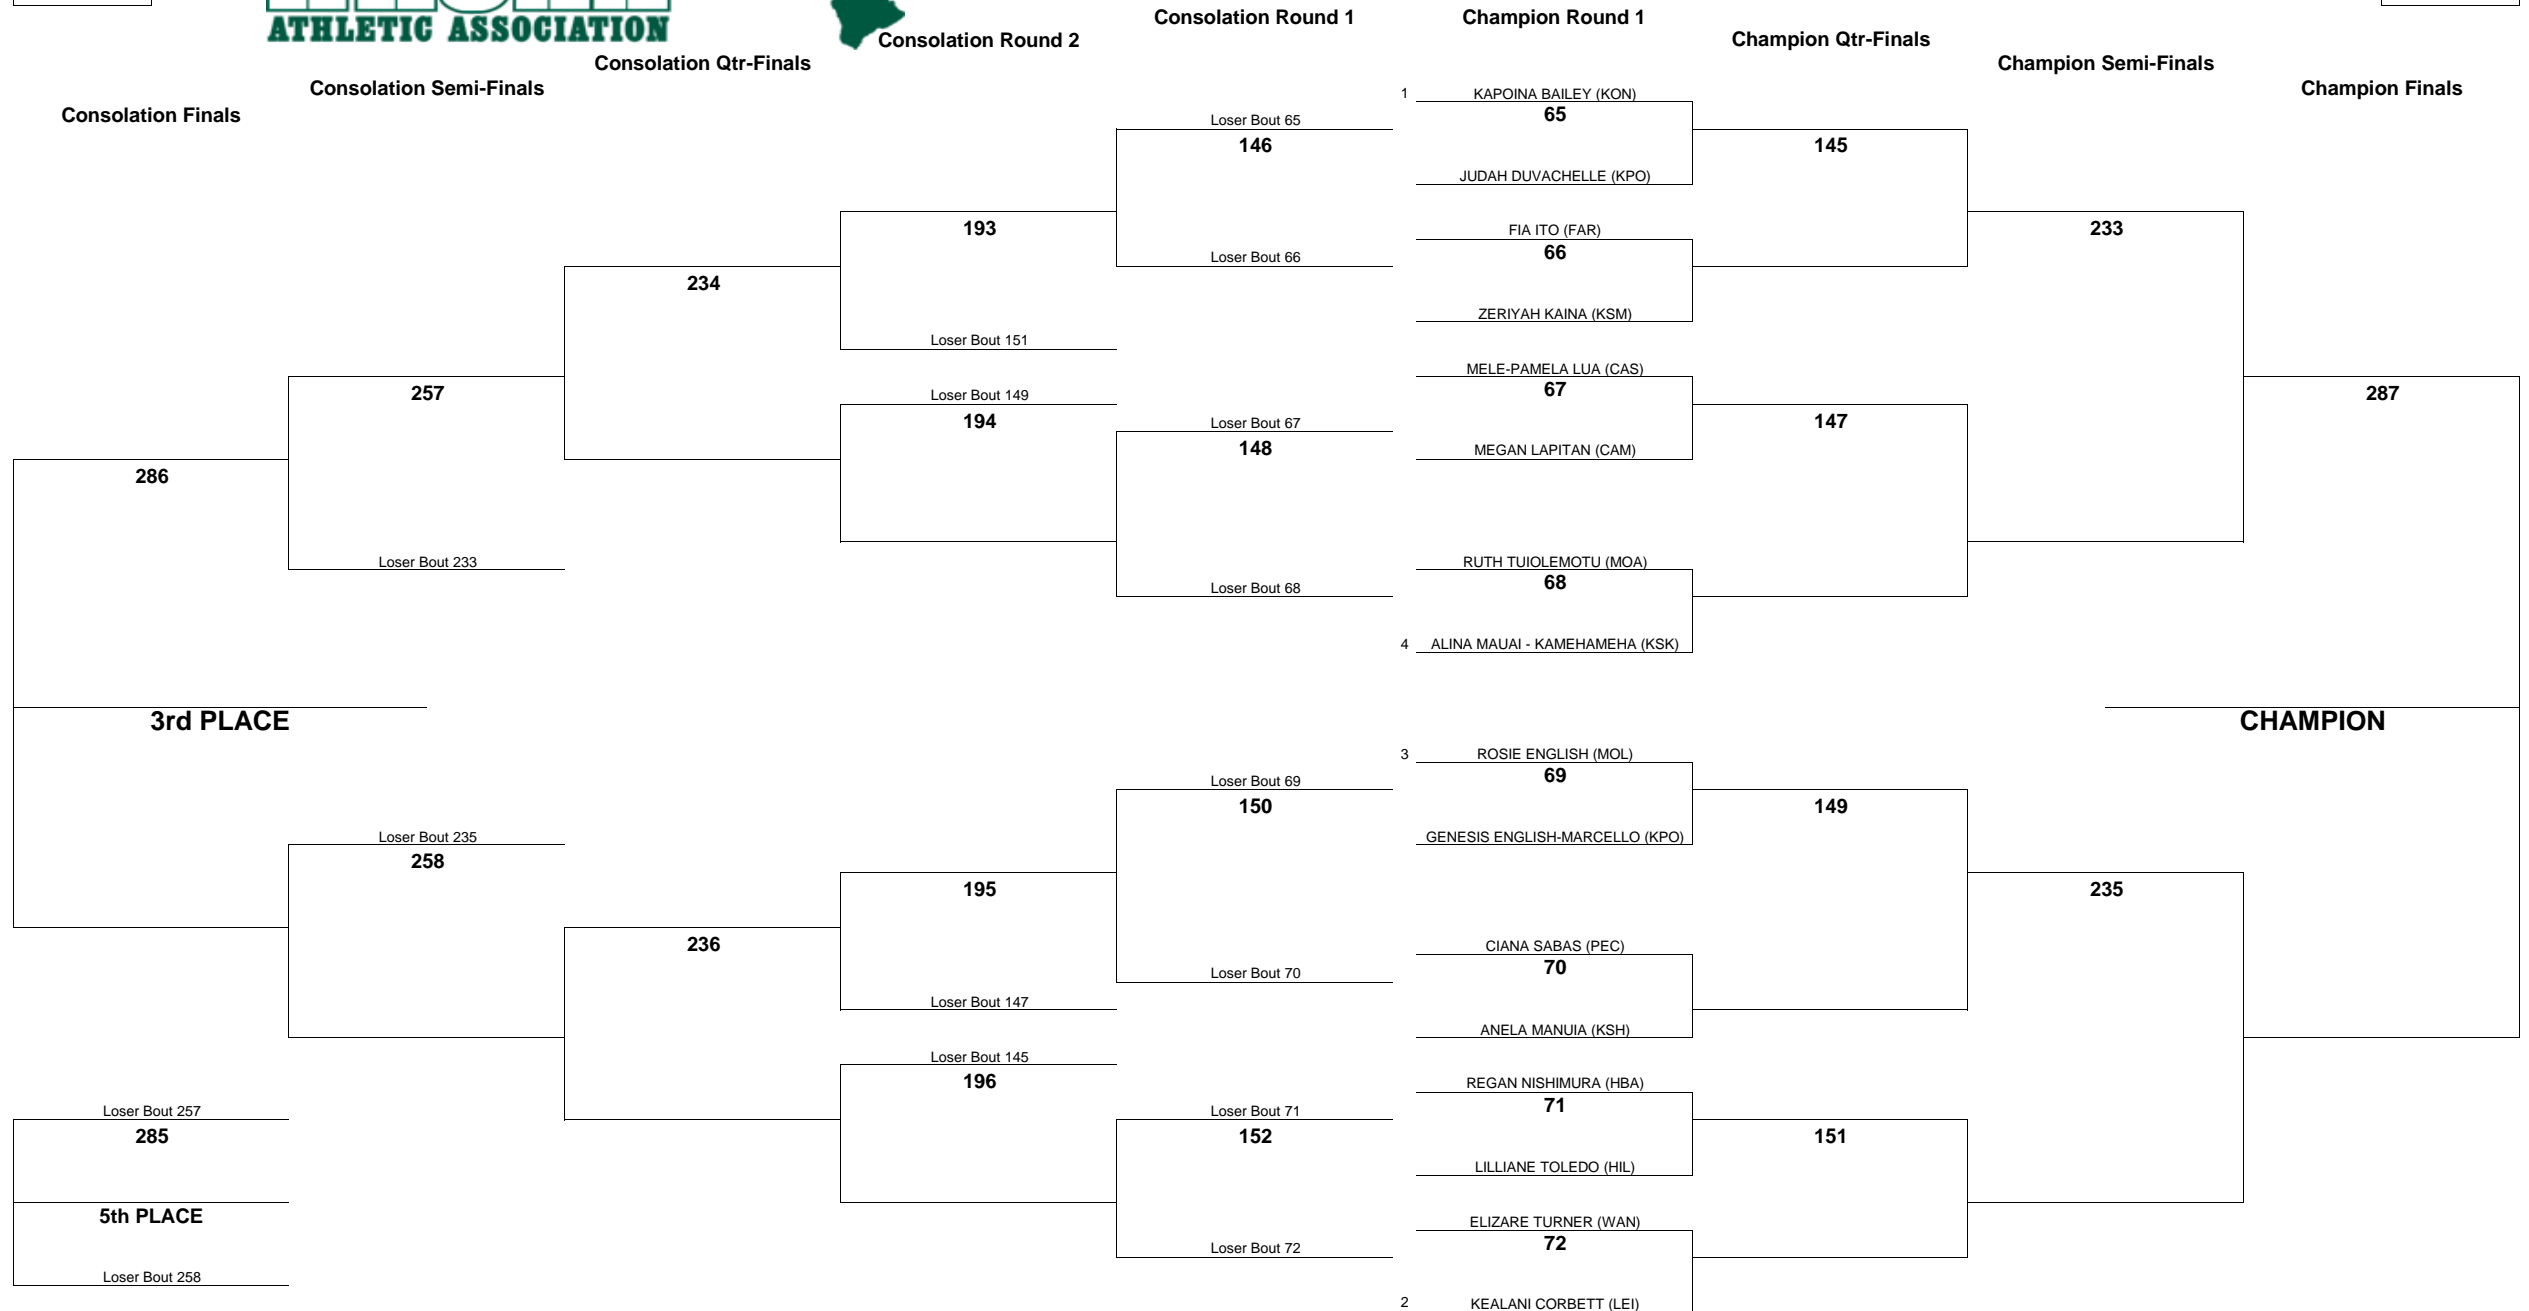 ATHLETIC ASSOCIATION
Consolation Round 1
Champion Round 1
Consolation Round 2
Champion Qtr-Finals
Consolation Qtr-Finals
Champion Semi-Finals
Consolation Semi-Finals
Champion Finals
Consolation Finals
1 KAPOINA BAILEY (KON)
65
Loser Bout 65
146
145
JUDAH DUVACHELLE (KPO)
193
FIA ITO (FAR)
233
66
Loser Bout 66
234
ZERIYAH KAINA (KSM)
Loser Bout 151
MELE-PAMELA LUA (CAS)
67
257
Loser Bout 149
287
194
Loser Bout 67
147
148
MEGAN LAPITAN (CAM)
286
Loser Bout 233
RUTH TUIOLEMOTU (MOA)
68
Loser Bout 68
4 ALINA MAUAI - KAMEHAMEHA (KSK)
3rd PLACE
CHAMPION
3 ROSIE ENGLISH (MOL)
69
Loser Bout 69
150
149
Loser Bout 235
GENESIS ENGLISH-MARCELLO (KPO)
258
195
235
236
CIANA SABAS (PEC)
70
Loser Bout 70
Loser Bout 147
ANELA MANUIA (KSH)
Loser Bout 145
196
REGAN NISHIMURA (HBA)
71
Loser Bout 257
Loser Bout 71
285
152
151
LILLIANE TOLEDO (HIL)
5th PLACE
ELIZARE TURNER (WAN)
72
Loser Bout 72
Loser Bout 258
2 KEALANI CORBETT (LEI)